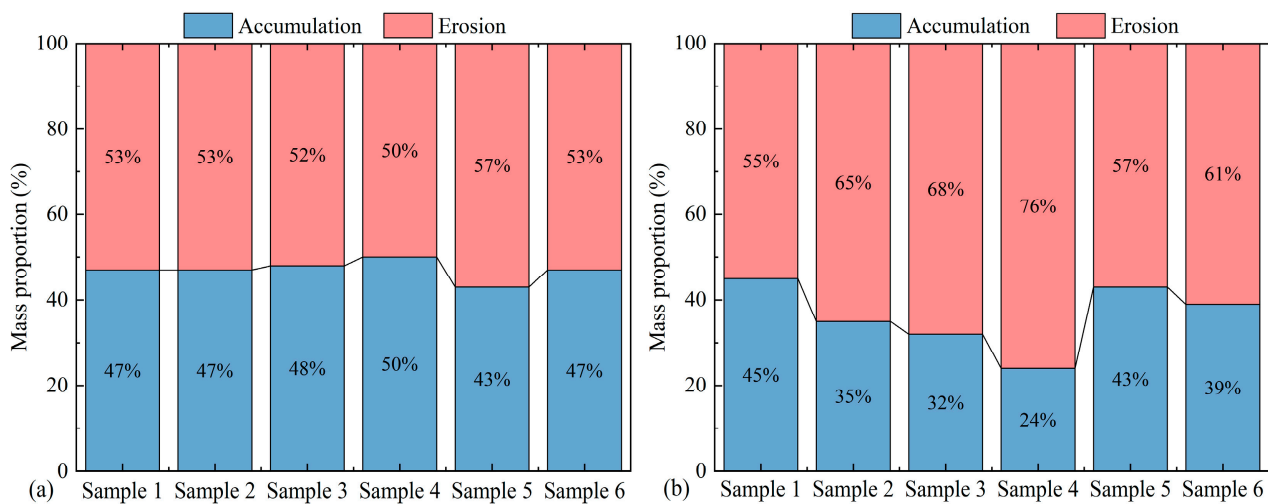 Accumulation Erosion
Mass proportion (%)
100
80
60
40
20
0
53% 53% 52% 50% 57% 53%
47% 47% 48% 50% 43% 47%
(a) Sample 1 Sample 2 Sample 3 Sample 4 Sample 5 Sample 6
Accumulation Erosion
Mass proportion (%)
100
80
60
40
20
0
55% 65% 68% 76% 57% 61%
45% 35% 32% 24% 43% 39%
(b) Sample 1 Sample 2 Sample 3 Sample 4 Sample 5 Sample 6